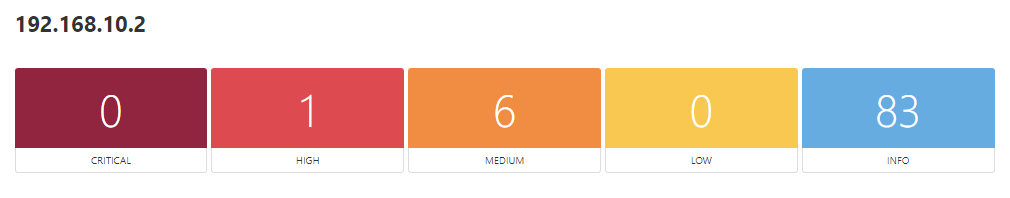 192.168.10.2
0 1 6 0 83
CRITICAL HIGH MEDIUM LOW INFO